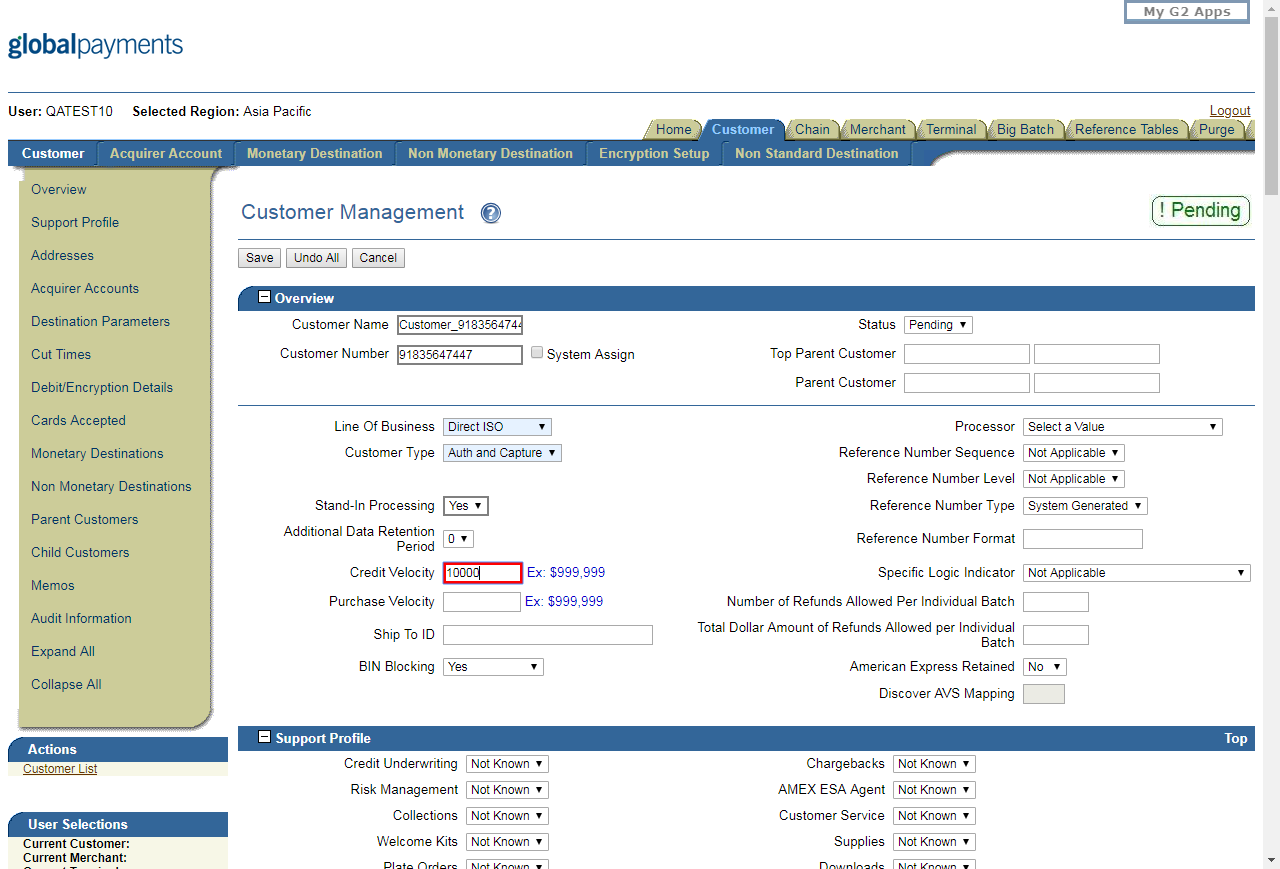 My G2 Apps
globalpayments
User: QATEST10 Selected Region: Asia Pacific
Logout
Home Customer Chain Merchant Terminal Big Batch Reference Tables Purge
Customer Acquirer Account Monetary Destination Non Monetary Destination Encryption Setup Non Standard Destination
Overview
Support Profile
Addresses
Acquirer Accounts
Destination Parameters
Cut Times
Debit/Encryption Details
Cards Accepted
Monetary Destinations
Non Monetary Destinations
Parent Customers
Child Customers
Memos
Audit Information
Expand All
Collapse All
Actions
Customer List
User Selections
Current Customer:
Current Merchant:
Customer Management ?
! Pending
Save Undo All Cancel
Overview
Customer Name Customer_9183564744 Status Pending
Customer Number 91835647447 System Assign Top Parent Customer
Parent Customer
Line Of Business Direct ISO Processor Select a Value
Customer Type Auth and Capture Reference Number Sequence Not Applicable
Reference Number Level Not Applicable
Stand-In Processing Yes Reference Number Type System Generated
Additional Data Retention
Period 0 Reference Number Format
Credit Velocity 10000 Ex: $999,999 Specific Logic Indicator Not Applicable
Purchase Velocity Ex: $999,999 Number of Refunds Allowed Per Individual Batch
Ship To ID Total Dollar Amount of Refunds Allowed per Individual
Batch
BIN Blocking Yes American Express Retained No
Discover AVS Mapping
Support Profile Top
Credit Underwriting Not Known Chargebacks Not Known
Risk Management Not Known AMEX ESA Agent Not Known
Collections Not Known Customer Service Not Known
Welcome Kits Not Known Supplies Not Known
Plate Orders Not Known Downloads Not Known